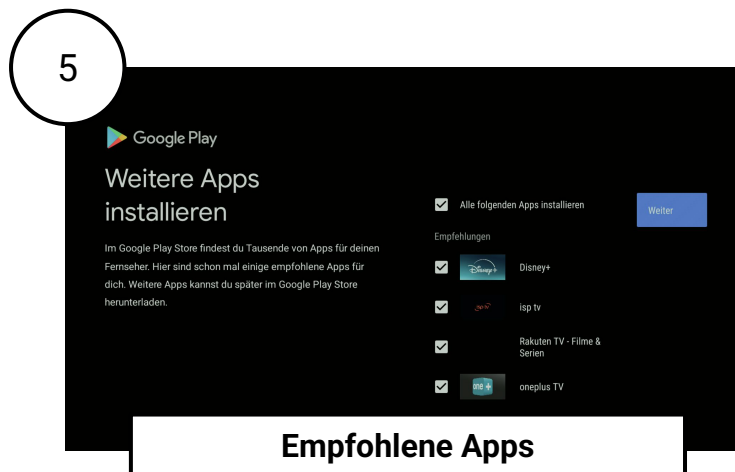 5
Google Play
Weitere Apps
installieren
Im Google Play Store findest du Tausende von Apps für deinen
Fernseher. Hier sind schon mal einige empfohlene Apps für
dich. Weitere Apps kannst du später im Google Play Store
herunterladen.
Alle folgenden Apps installieren
Weiter
Empfehlungen
Disney+
Disney+
isp tv
Rakuten TV - Filme &
Serien
one +
oneplus TV
Empfohlene Apps